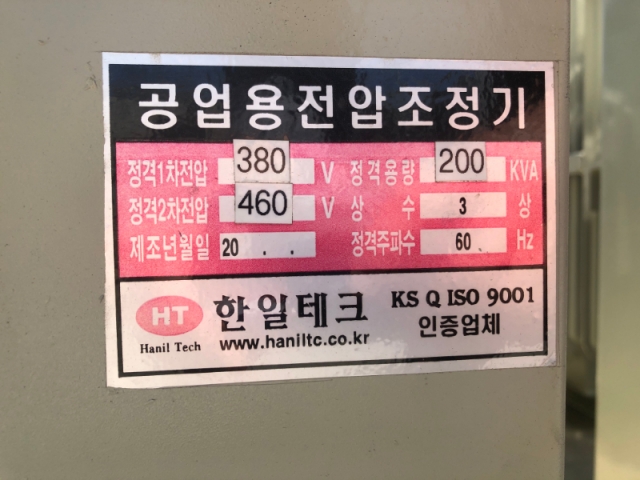 공업용전압조정기
정격1차전압 380 V 정격용량 200 KVA
정격2차전압 460 V 상 수 3 상
제조년월일 20 . . 정격주파수 60 Hz
HT 한일테크 KS Q ISO 9001
Hanil Tech www.haniltc.co.kr 인증업체